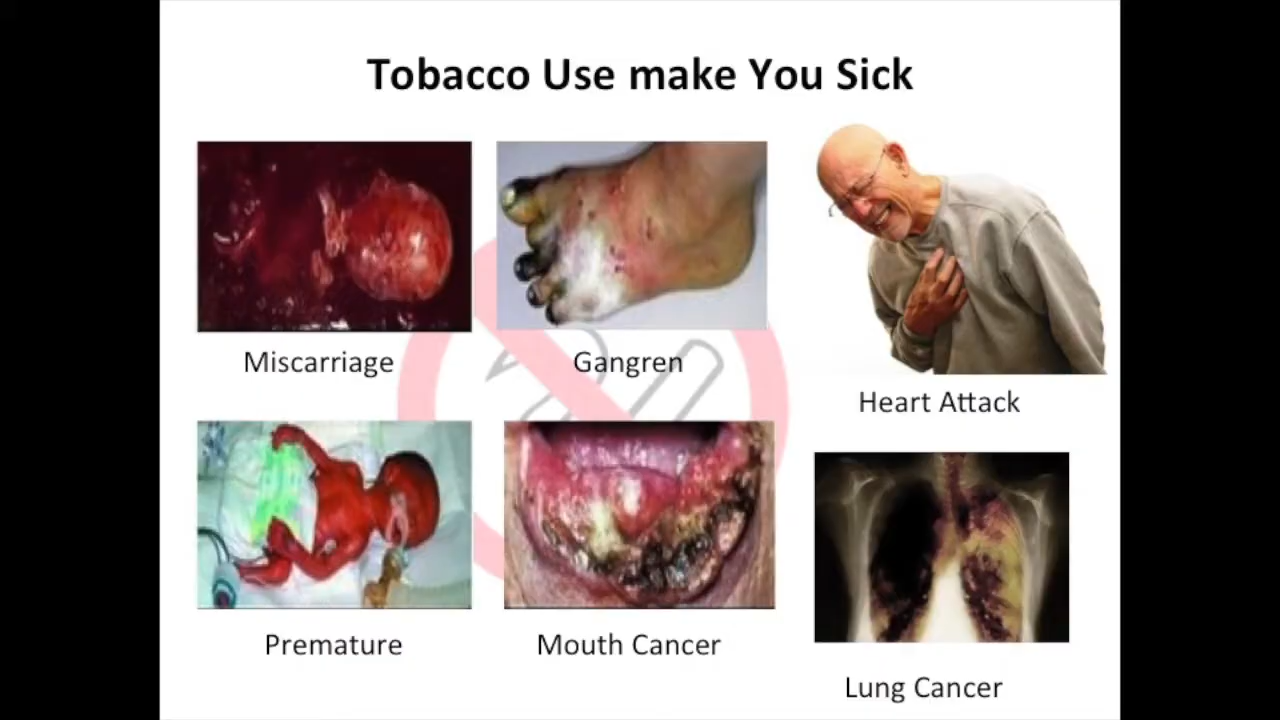 Tobacco Use make You Sick
Miscarriage
Gangren
Heart Attack
Premature
Mouth Cancer
Lung Cancer